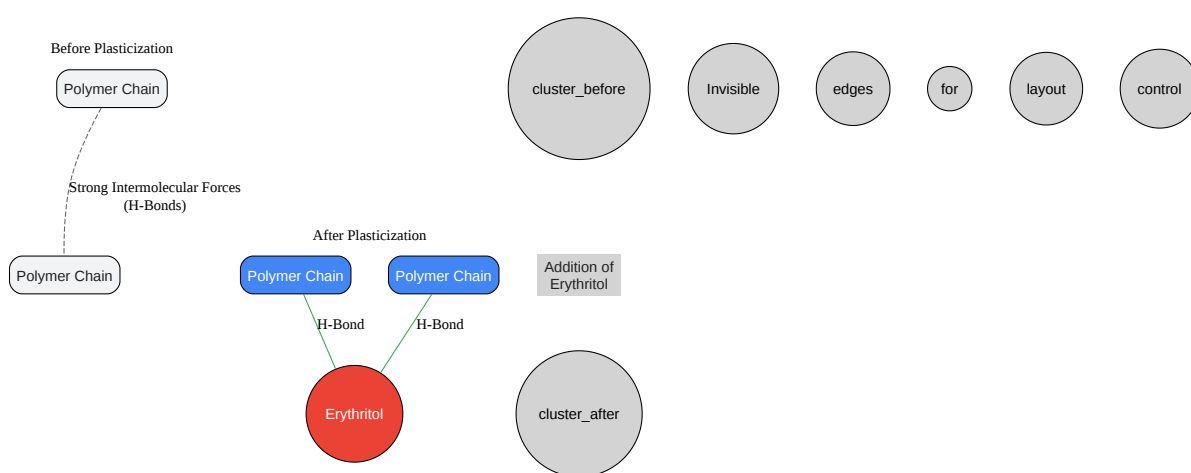 Before Plasticization
Polymer Chain
Strong Intermolecular Forces
(H-Bonds)
Polymer Chain
After Plasticization
Polymer Chain
Polymer Chain
H-Bond
H-Bond
Erythritol
cluster_before
Invisible
edges
for
layout
control
Addition of
Erythritol
cluster_after